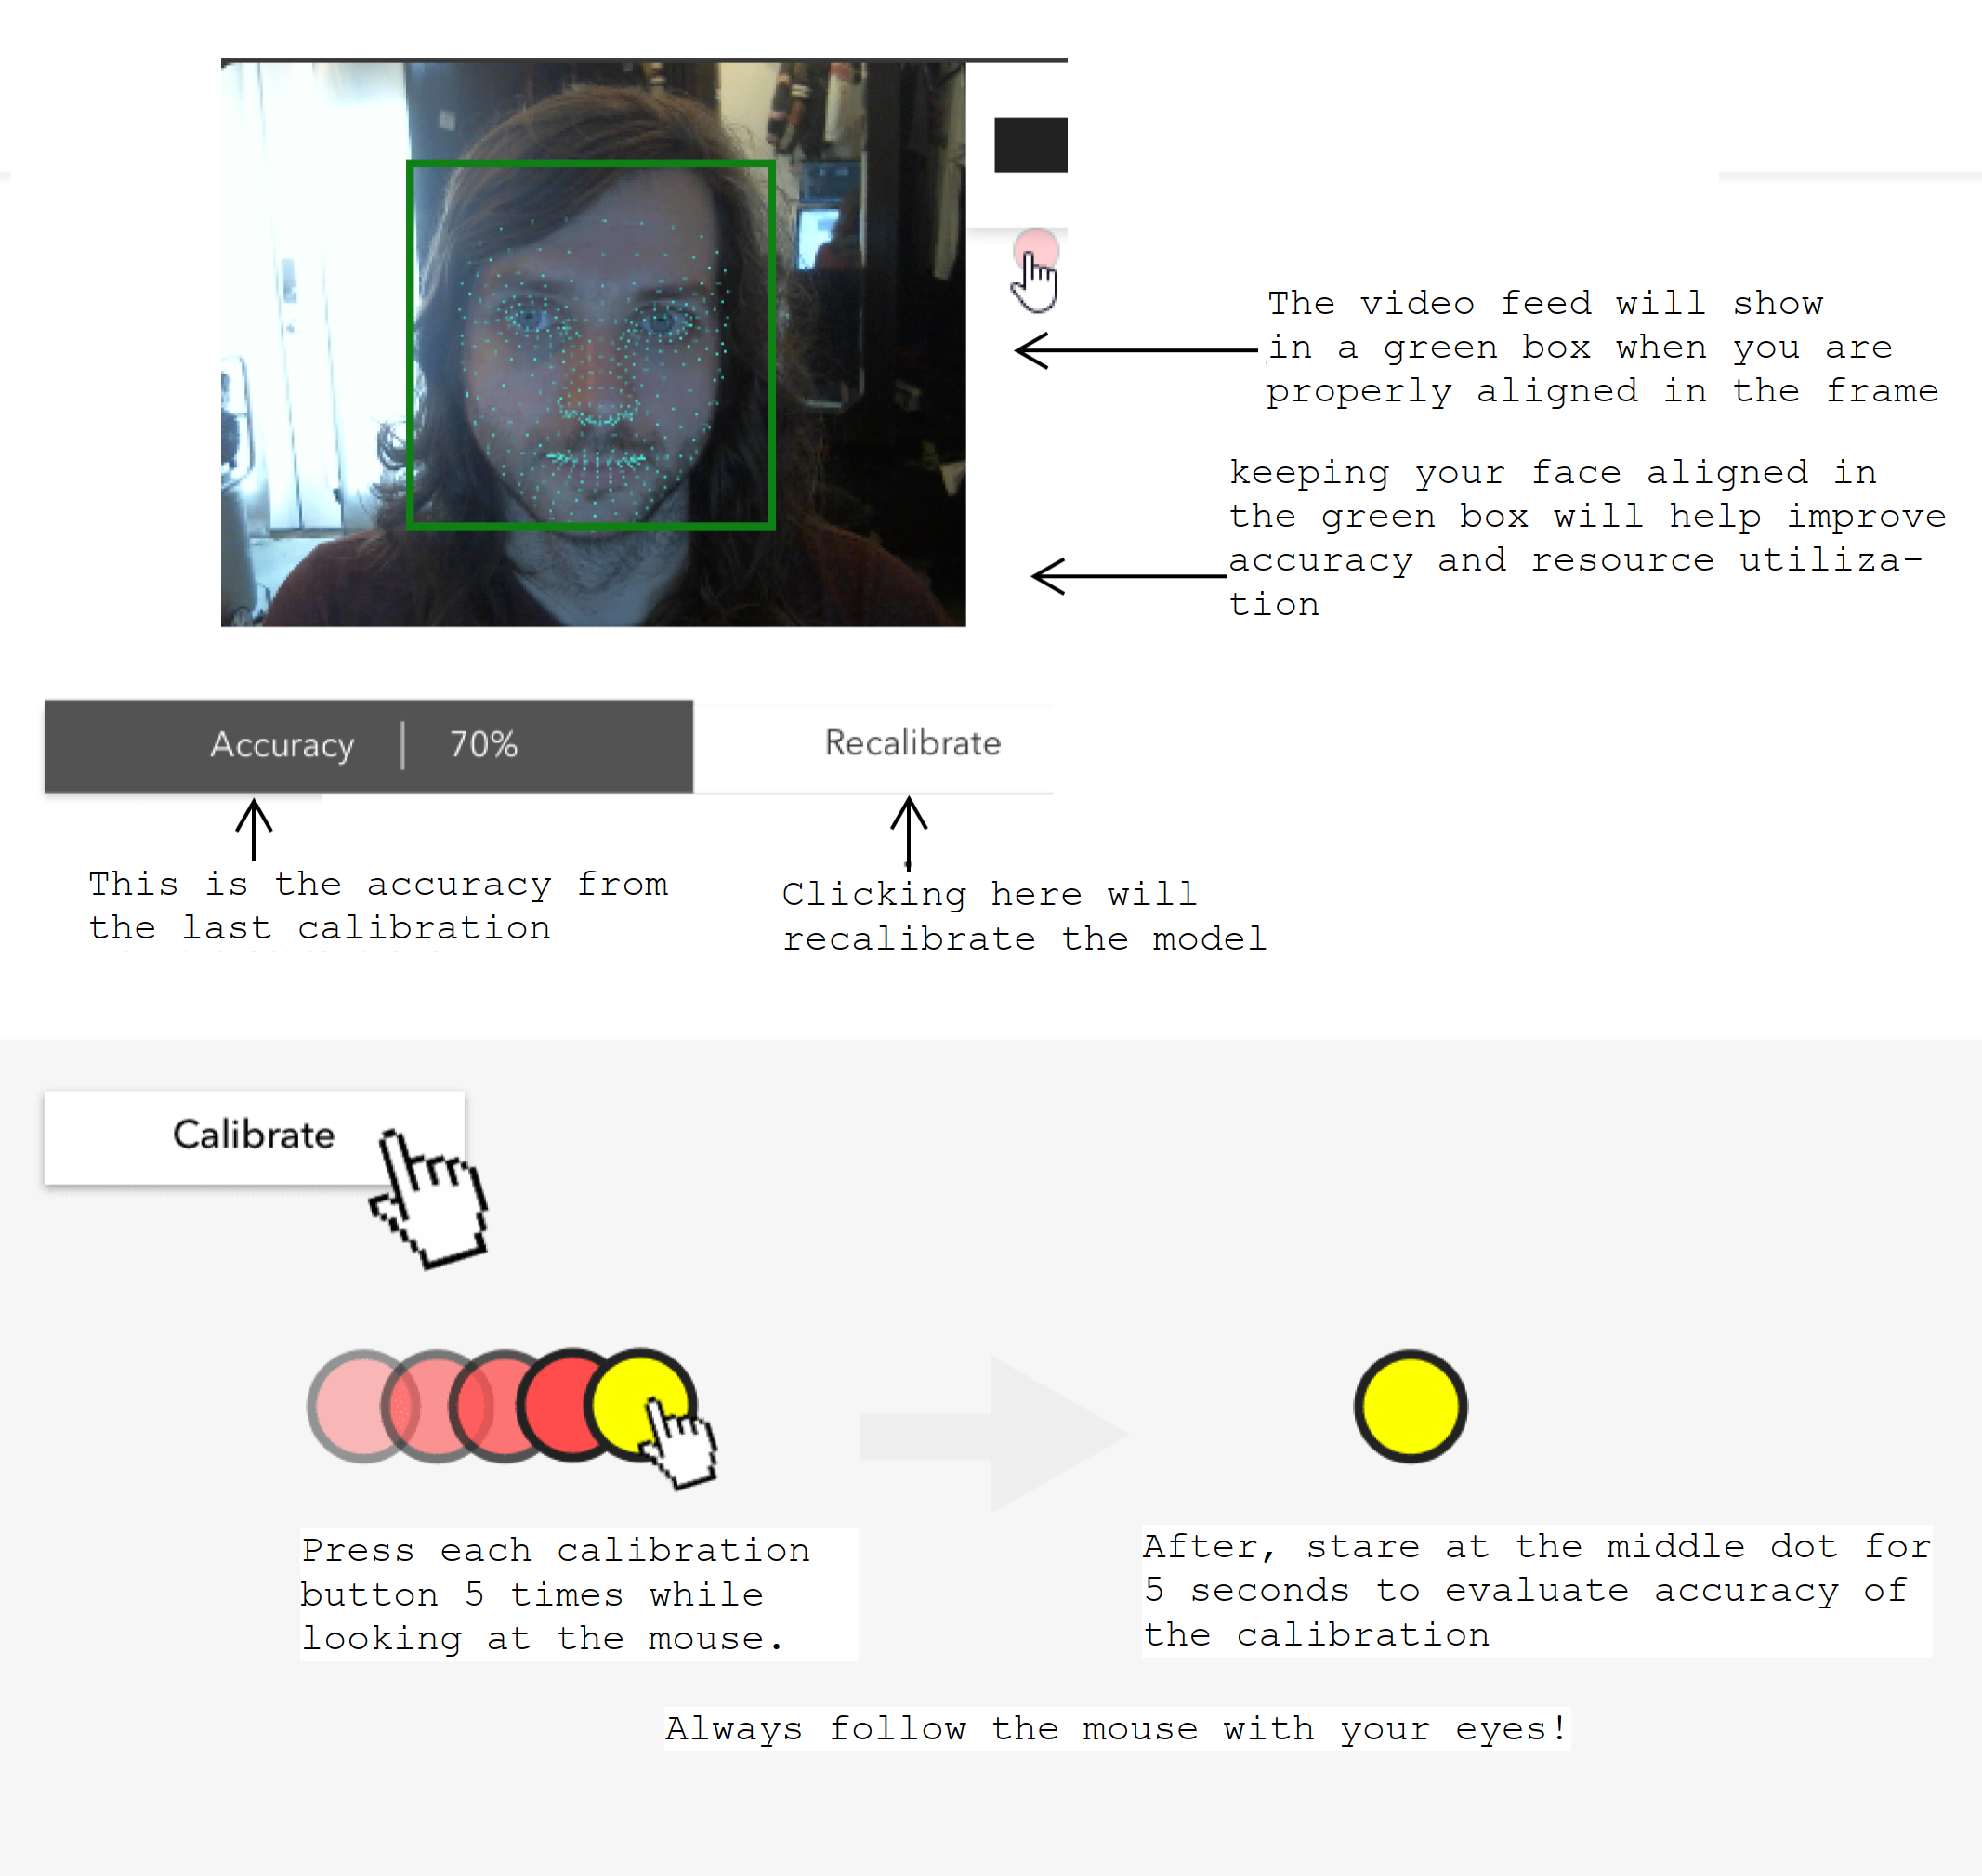 The video feed will show
in a green box when you are
properly aligned in the frame
keeping your face aligned in
the green box will help improve
accuracy and resource utiliza-
tion
Accuracy | 70%
Recalibrate
This is the accuracy from
the last calibration
Clicking here will
recalibrate the model
Calibrate
Press each calibration
button 5 times while
looking at the mouse.
After, stare at the middle dot for
5 seconds to evaluate accuracy of
the calibration
Always follow the mouse with your eyes!